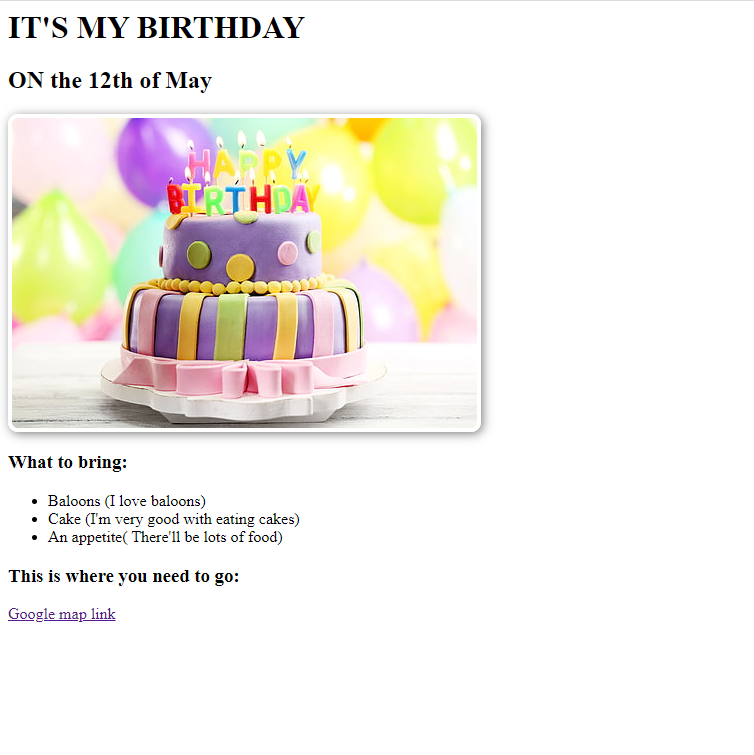 IT'S MY BIRTHDAY
ON the 12th of May
HAPPY
BIRTHDAY
What to bring:
Baloons (I love baloons)
Cake (I'm very good with eating cakes)
An appetite( There'll be lots of food)
This is where you need to go:
Google map link